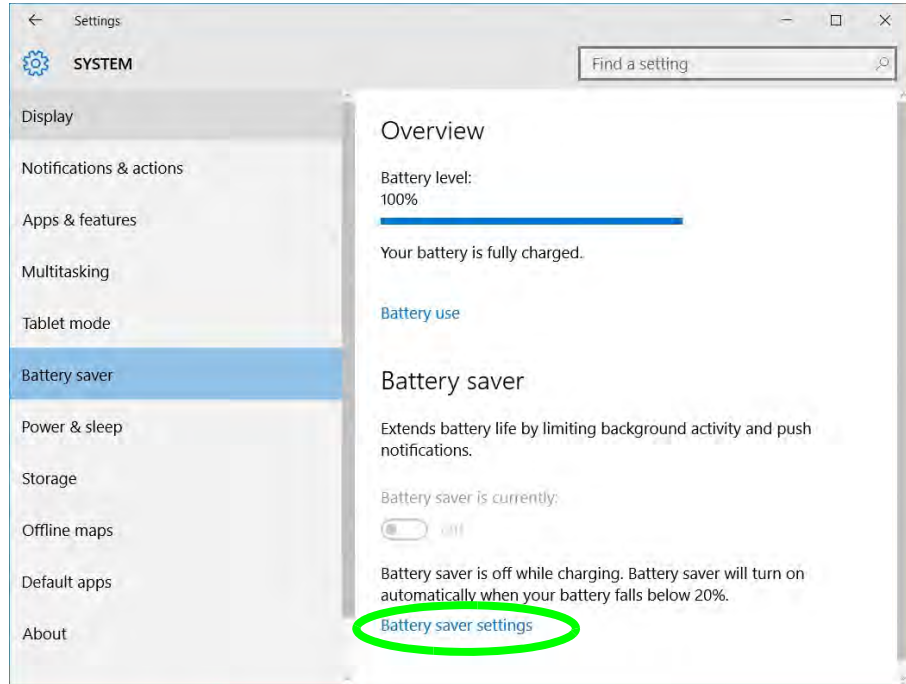 Settings
SYSTEM
Find a setting
Display
Notifications & actions
Apps & features
Multitasking
Tablet mode
Battery saver
Power & sleep
Storage
Offline maps
Default apps
About
Overview
Battery level:
100%
Your battery is fully charged.
Battery use
Battery saver
Extends battery life by limiting background activity and push
notifications.
Battery saver is currently:
Off
Battery saver is off while charging. Battery saver will turn on
automatically when your battery falls below 20%.
Battery saver settings